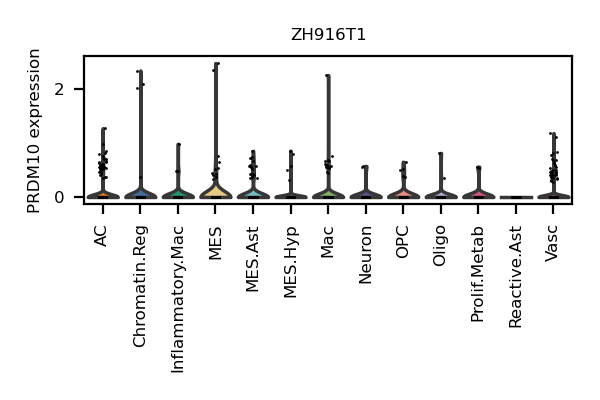 ZH916T1
PRDM10 expression
2
0
AC
Chromatin.Reg
Inflammatory.Mac
MES
MES.Ast
MES.Hyp
Mac
Neuron
OPC
Oligo
Prolif.Metab
Reactive.Ast
Vasc